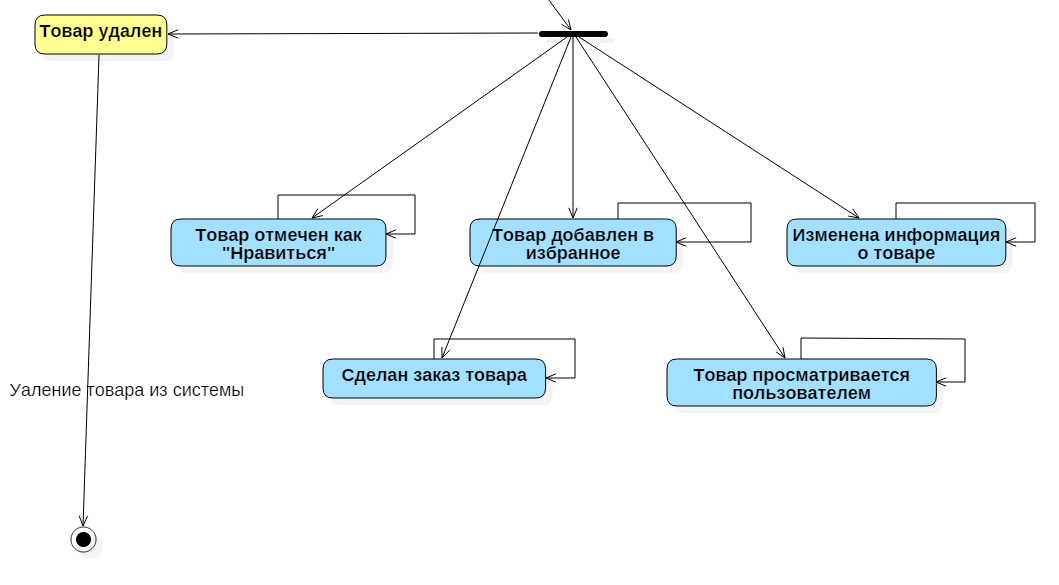 Товар удален
Товар отмечен как
"Нравиться"
Товар добавлен в
избранное
Изменена информация
о товаре
Сделан заказ товара
Товар просматривается
пользователем
Уаление товара из системы